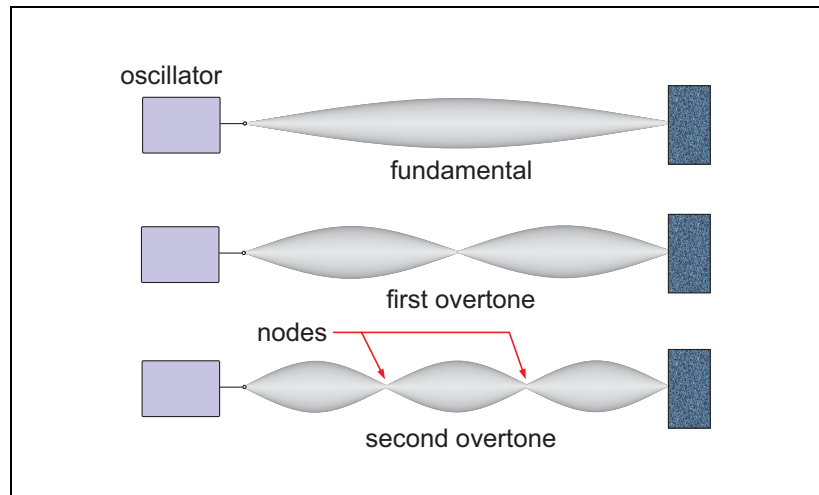 oscillator
fundamental
first overtone
nodes
second overtone